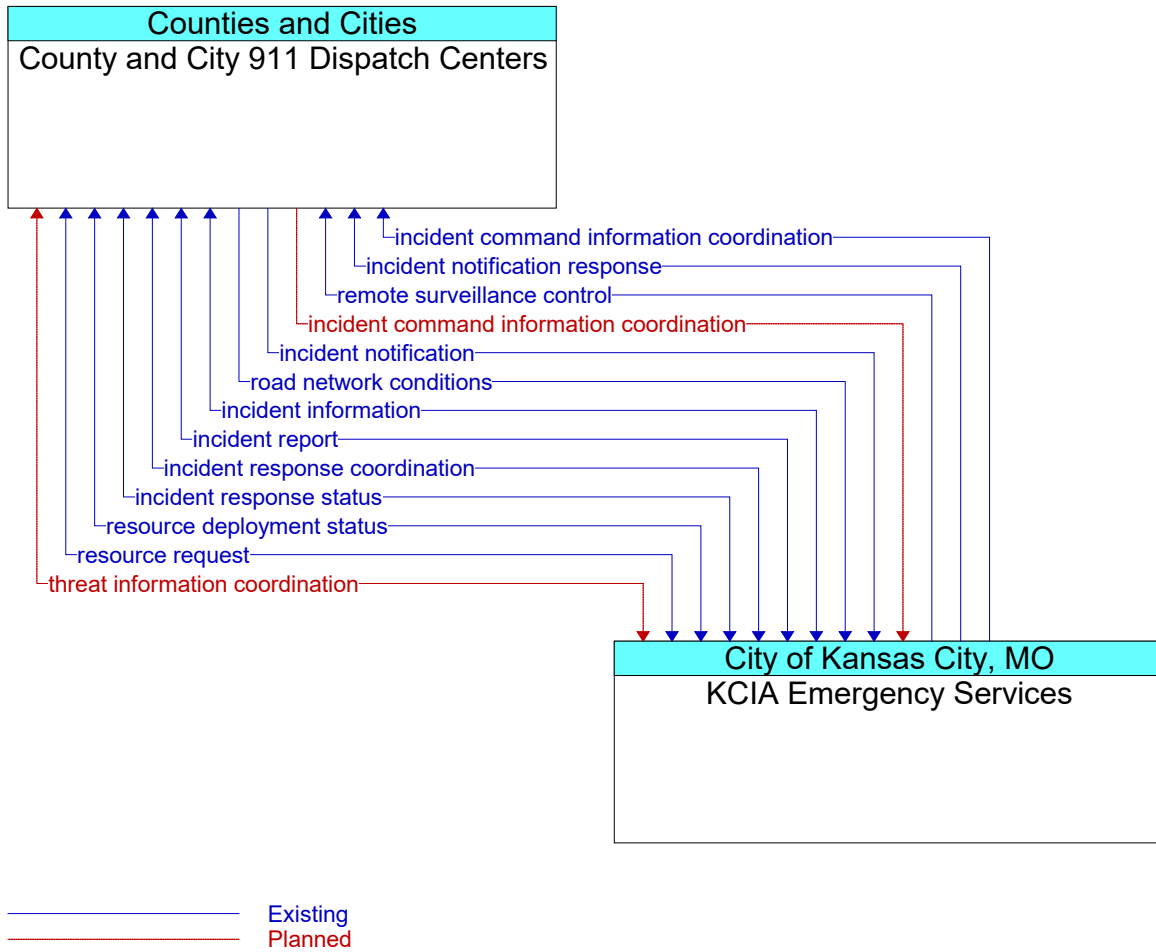 Counties and Cities
County and City 911 Dispatch Centers
incident command information coordination
incident notification response
remote surveillance control
incident command information coordination
incident notification
road network conditions
incident information
incident report
incident response coordination
incident response status
resource deployment status
resource request
threat information coordination
City of Kansas City, MO
KCIA Emergency Services
Existing
Planned